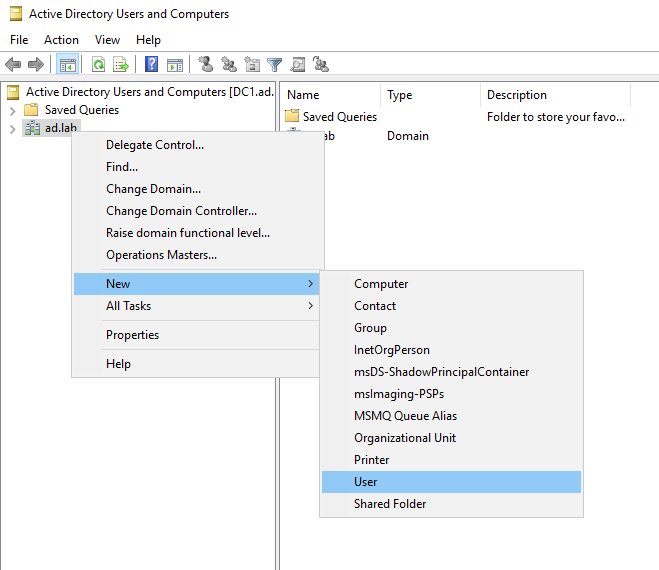 Active Directory Users and Computers
File Action View Help
Active Directory Users and Computers [DC1.ad.
Saved Queries
ad.lab
Name Type Description
Saved Queries Folder to store your favo...
lab Domain
Delegate Control...
Find...
Change Domain...
Change Domain Controller...
Raise domain functional level...
Operations Masters...
New
All Tasks
Properties
Help
Computer
Contact
Group
InetOrgPerson
msDS-ShadowPrincipalContainer
msImaging-PSPs
MSMQ Queue Alias
Organizational Unit
Printer
User
Shared Folder